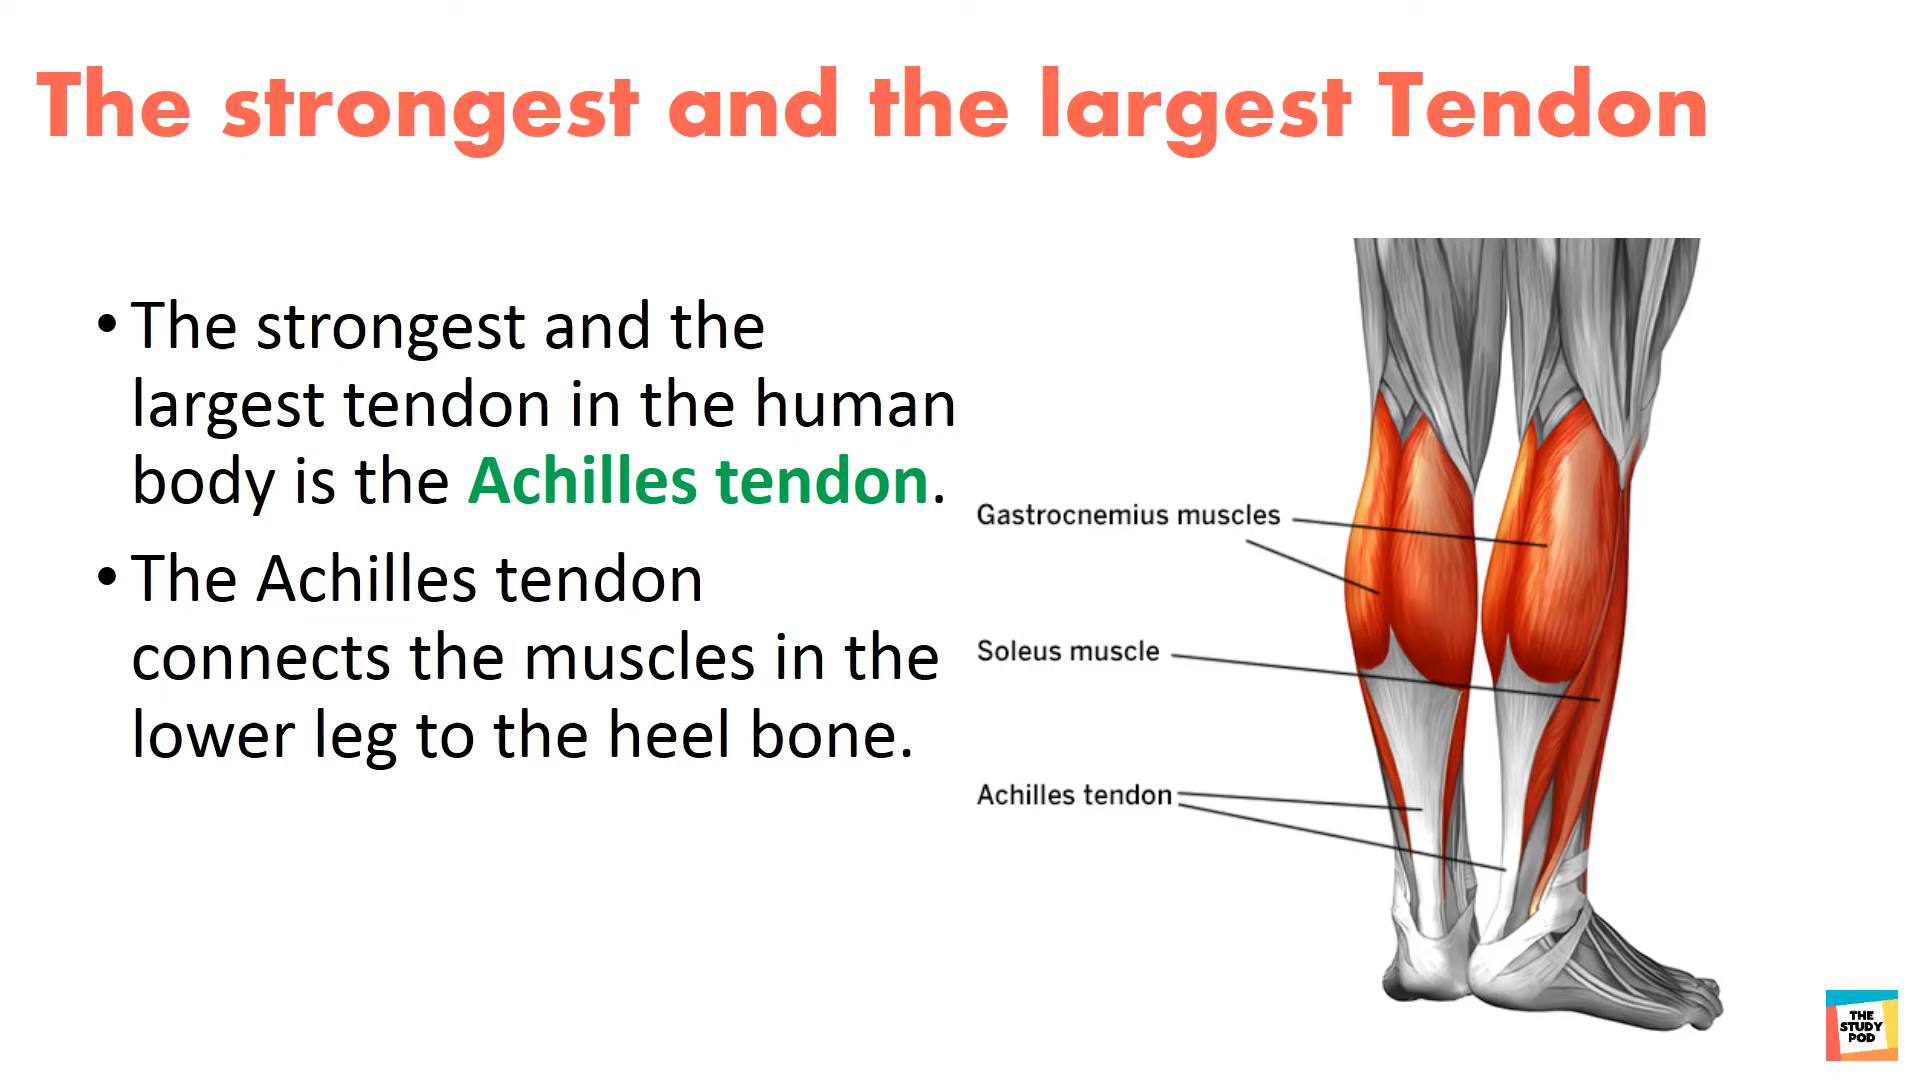 The strongest and the largest Tendon
• The strongest and the
largest tendon in the human
body is the Achilles tendon.
• The Achilles tendon
connects the muscles in the
lower leg to the heel bone.
Gastrocnemius muscles
Soleus muscle
Achilles tendon
THE
STUDY
POD